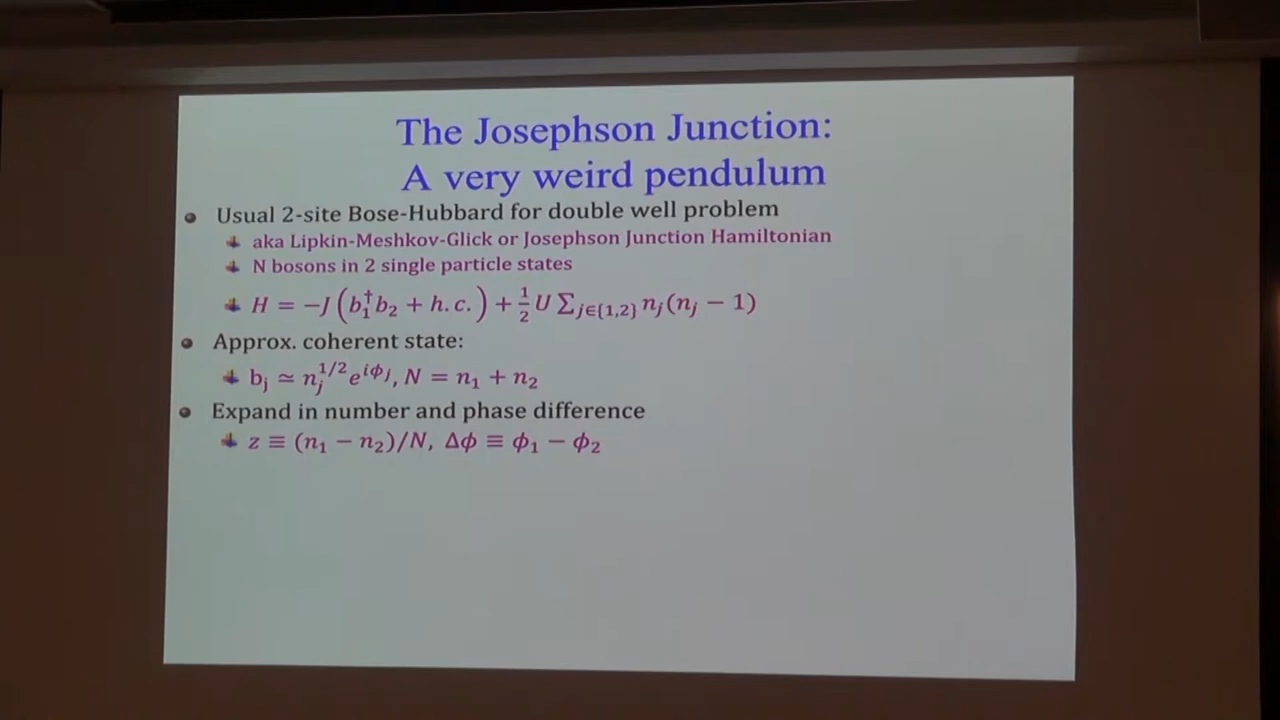 The Josephson Junction:
A very weird pendulum
Usual 2-site Bose-Hubbard for double well problem
aka Lipkin-Meshkov-Glick or Josephson Junction Hamiltonian
N bosons in 2 single particle states
H = −J(b₁†b₂ + h.c.) + ½ U ∑_{j∈{1,2}} n_j(n_j − 1)
Approx. coherent state:
b_j ≃ n_j^{1/2} e^{iϕ_j}, N = n₁ + n₂
Expand in number and phase difference
z ≡ (n₁ − n₂)/N, Δϕ ≡ ϕ₁ − ϕ₂